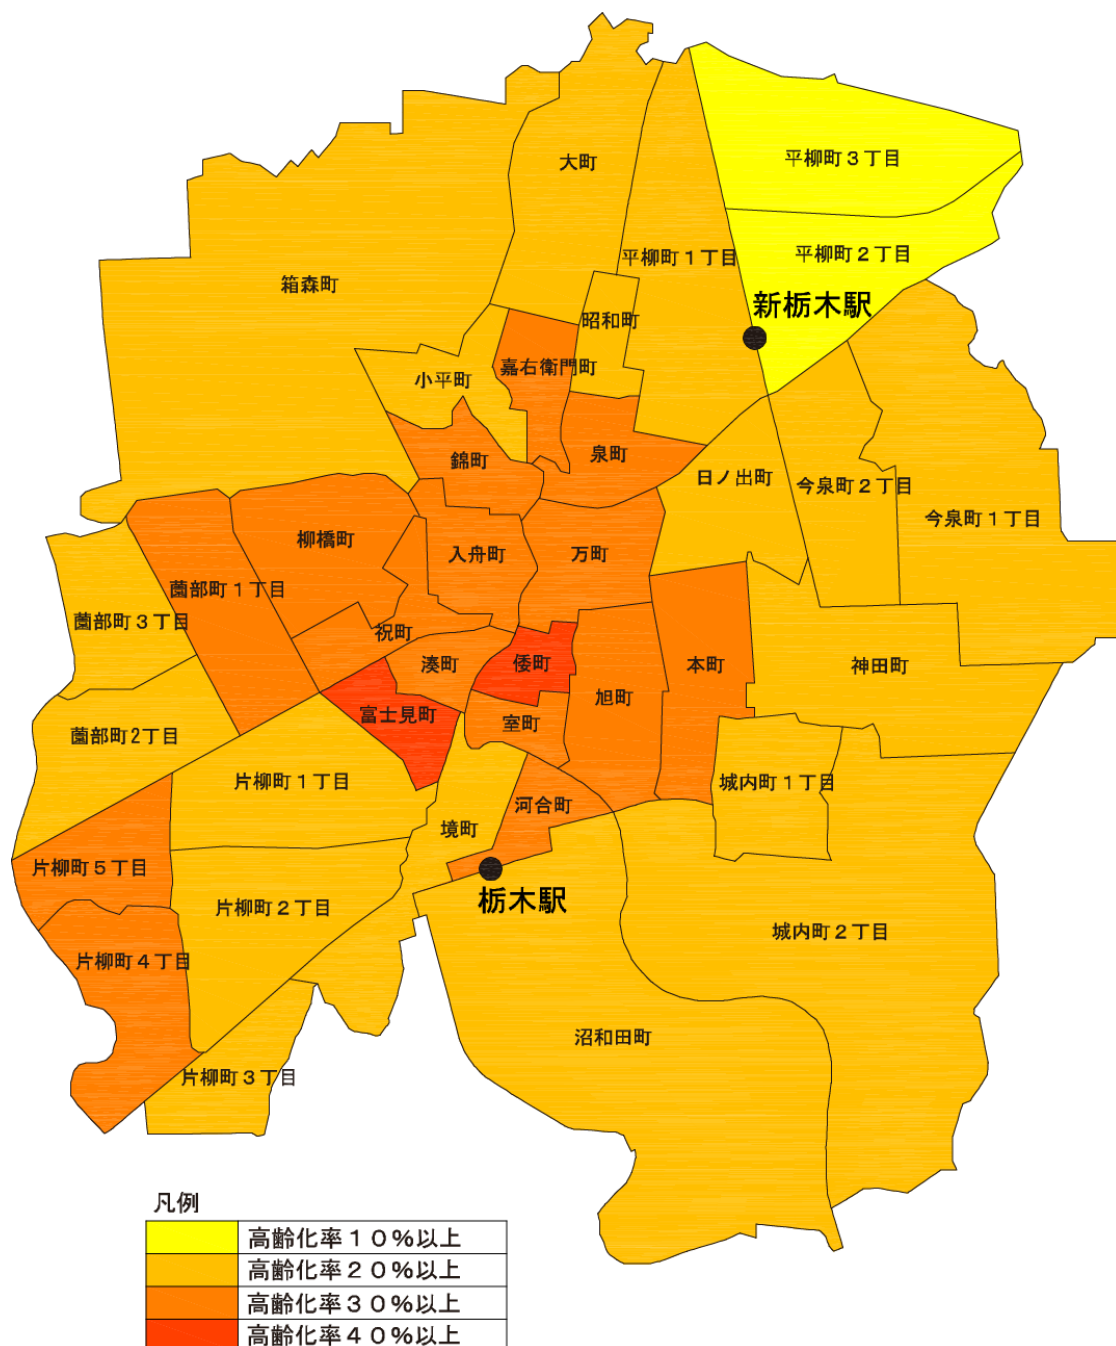 大町
平柳町３丁目
平柳町１丁目
平柳町２丁目
箱森町
新栃木駅
昭和町
嘉右衛門町
小平町
泉町
錦町
日ノ出町
今泉町２丁目
今泉町１丁目
柳橋町
入舟町
万町
薗部町１丁目
薗部町３丁目
祝町
湊町
倭町
本町
神田町
旭町
富士見町
室町
薗部町2丁目
片柳町１丁目
城内町１丁目
河合町
境町
片柳町５丁目
栃木駅
片柳町２丁目
城内町２丁目
片柳町４丁目
沼和田町
片柳町３丁目
凡例
高齢化率１０％以上
高齢化率２０％以上
高齢化率３０％以上
高齢化率４０％以上